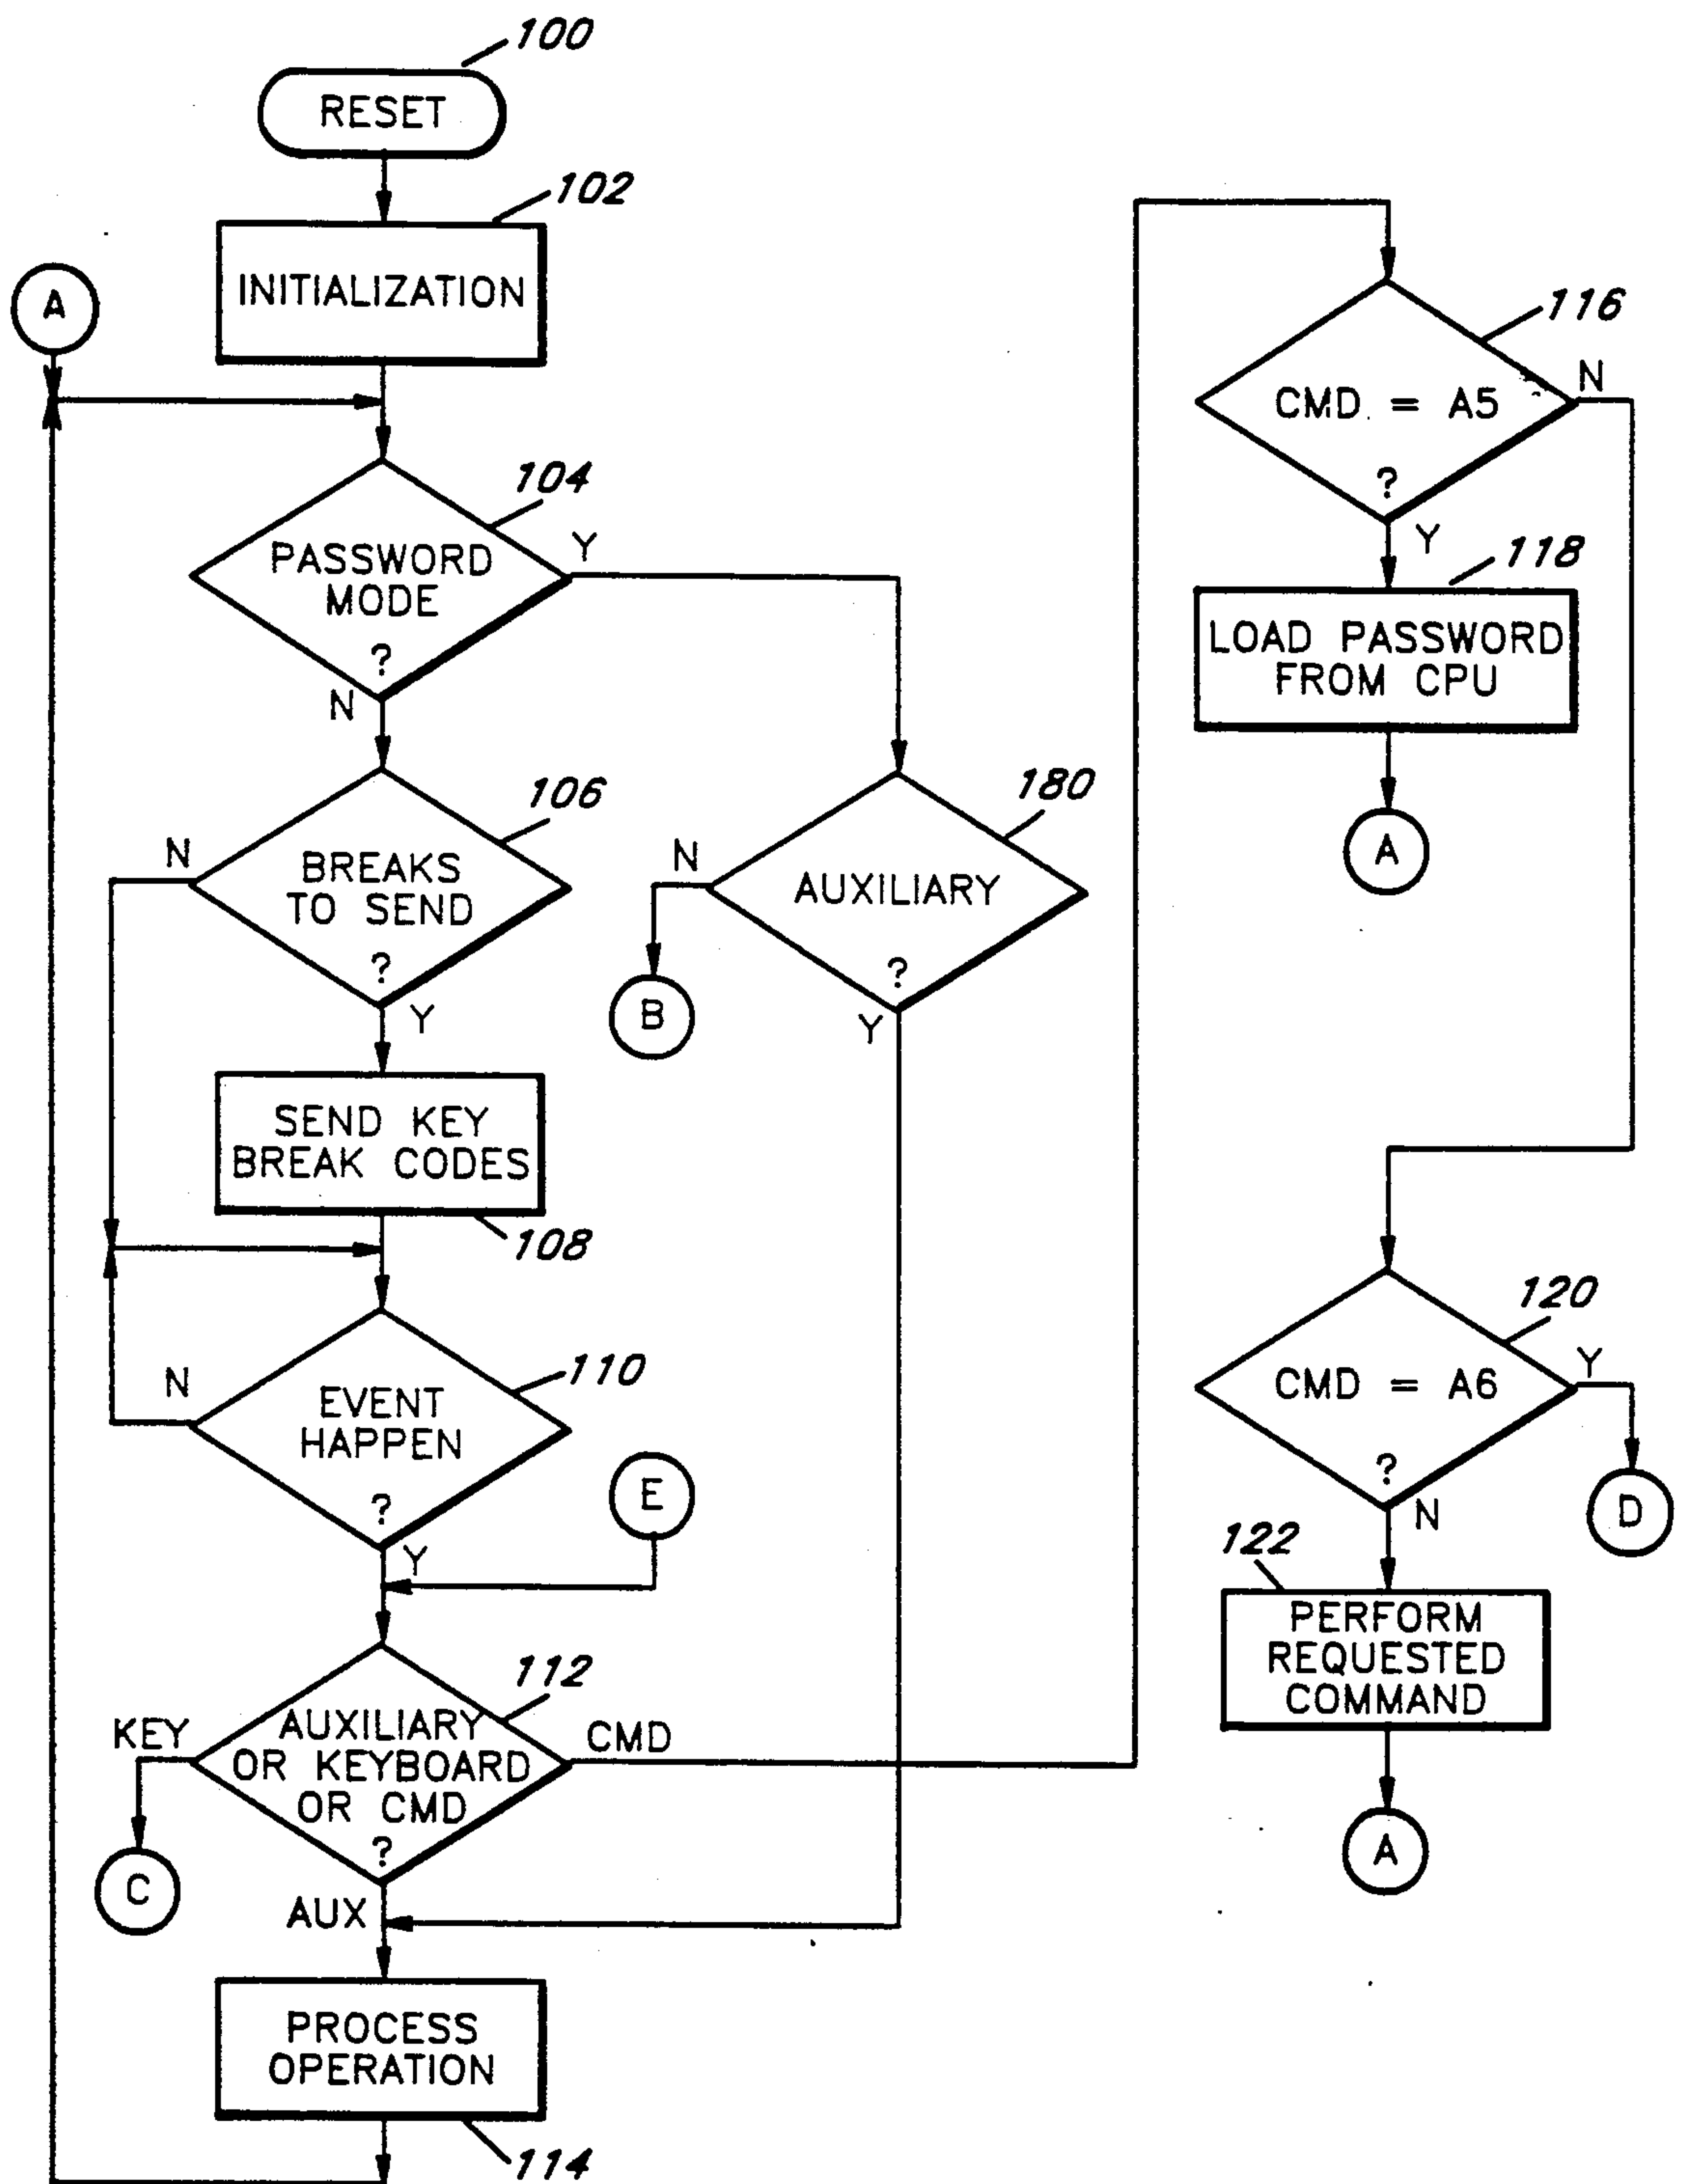 100
RESET
102
INITIALIZATION
A
104
PASSWORD
MODE
?
Y
N
106
BREAKS
TO SEND
?
N
Y
180
AUXILIARY
?
N
B
Y
SEND KEY
BREAK CODES
108
110
EVENT
HAPPEN
?
N
Y
E
112
AUXILIARY
OR KEYBOARD
OR CMD
?
KEY
C
CMD
AUX
PROCESS
OPERATION
114
116
CMD = A5
?
N
Y
118
LOAD PASSWORD
FROM CPU
A
120
CMD = A6
?
Y
D
N
122
PERFORM
REQUESTED
COMMAND
A